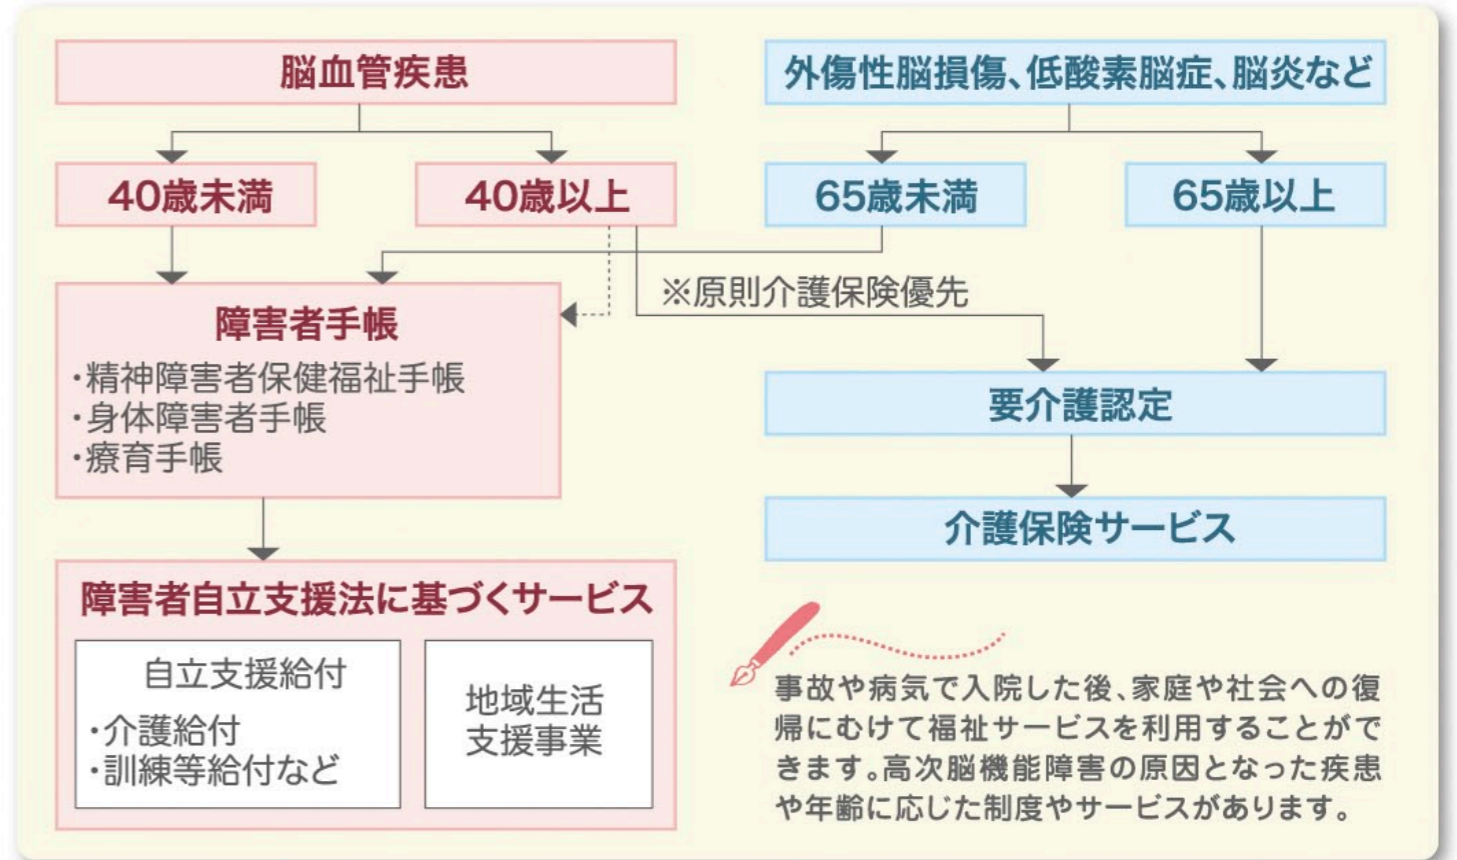 脳血管疾患
外傷性脳損傷、低酸素脳症、脳炎など
40歳未満
40歳以上
65歳未満
65歳以上
※原則介護保険優先
障害者手帳
・精神障害者保健福祉手帳
・身体障害者手帳
・療育手帳
要介護認定
介護保険サービス
障害者自立支援法に基づくサービス
自立支援給付
・介護給付
・訓練等給付など
地域生活
支援事業
事故や病気で入院した後、家庭や社会への復
帰にむけて福祉サービスを利用することがで
きます。高次脳機能障害の原因となった疾患
や年齢に応じた制度やサービスがあります。